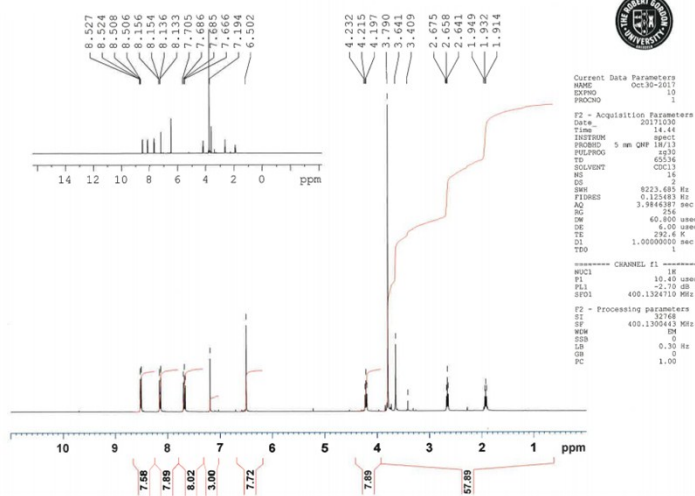 THE ROBERT GORDON UNIVERSITY
8.527
8.524
8.508
8.506
8.156
8.154
8.136
8.133
7.705
7.686
7.685
7.666
7.194
6.502
4.232
4.215
4.197
3.790
3.641
3.409
2.675
2.658
2.641
1.949
1.932
1.914
14 12 10 8 6 4 2 0 ppm
Current Data Parameters
NAME Oct30-2017
EXPNO 10
PROCNO 1
F2 - Acquisition Parameters
Date_ 20171030
Time 14.44
INSTRUM spect
PROBHD 5 mm QNP 1H/13
PULPROG zg30
TD 65536
SOLVENT CDCl3
NS 16
DS 2
SWH 8223.685 Hz
FIDRES 0.125483 Hz
AQ 3.9846387 sec
RG 256
DW 60.800 usec
DE 6.00 usec
TE 292.6 K
D1 1.00000000 sec
TD0 1
======== CHANNEL f1 ========
NUC1 1H
P1 10.40 usec
PL1 -2.70 dB
SFO1 400.1324710 MHz
F2 - Processing parameters
SI 32768
SF 400.1300443 MHz
WDW EM
SSB 0
LB 0.30 Hz
GB 0
PC 1.00
10 9 8 7 6 5 4 3 2 1 ppm
7.58
7.89
8.02
3.00
7.72
7.89
57.89